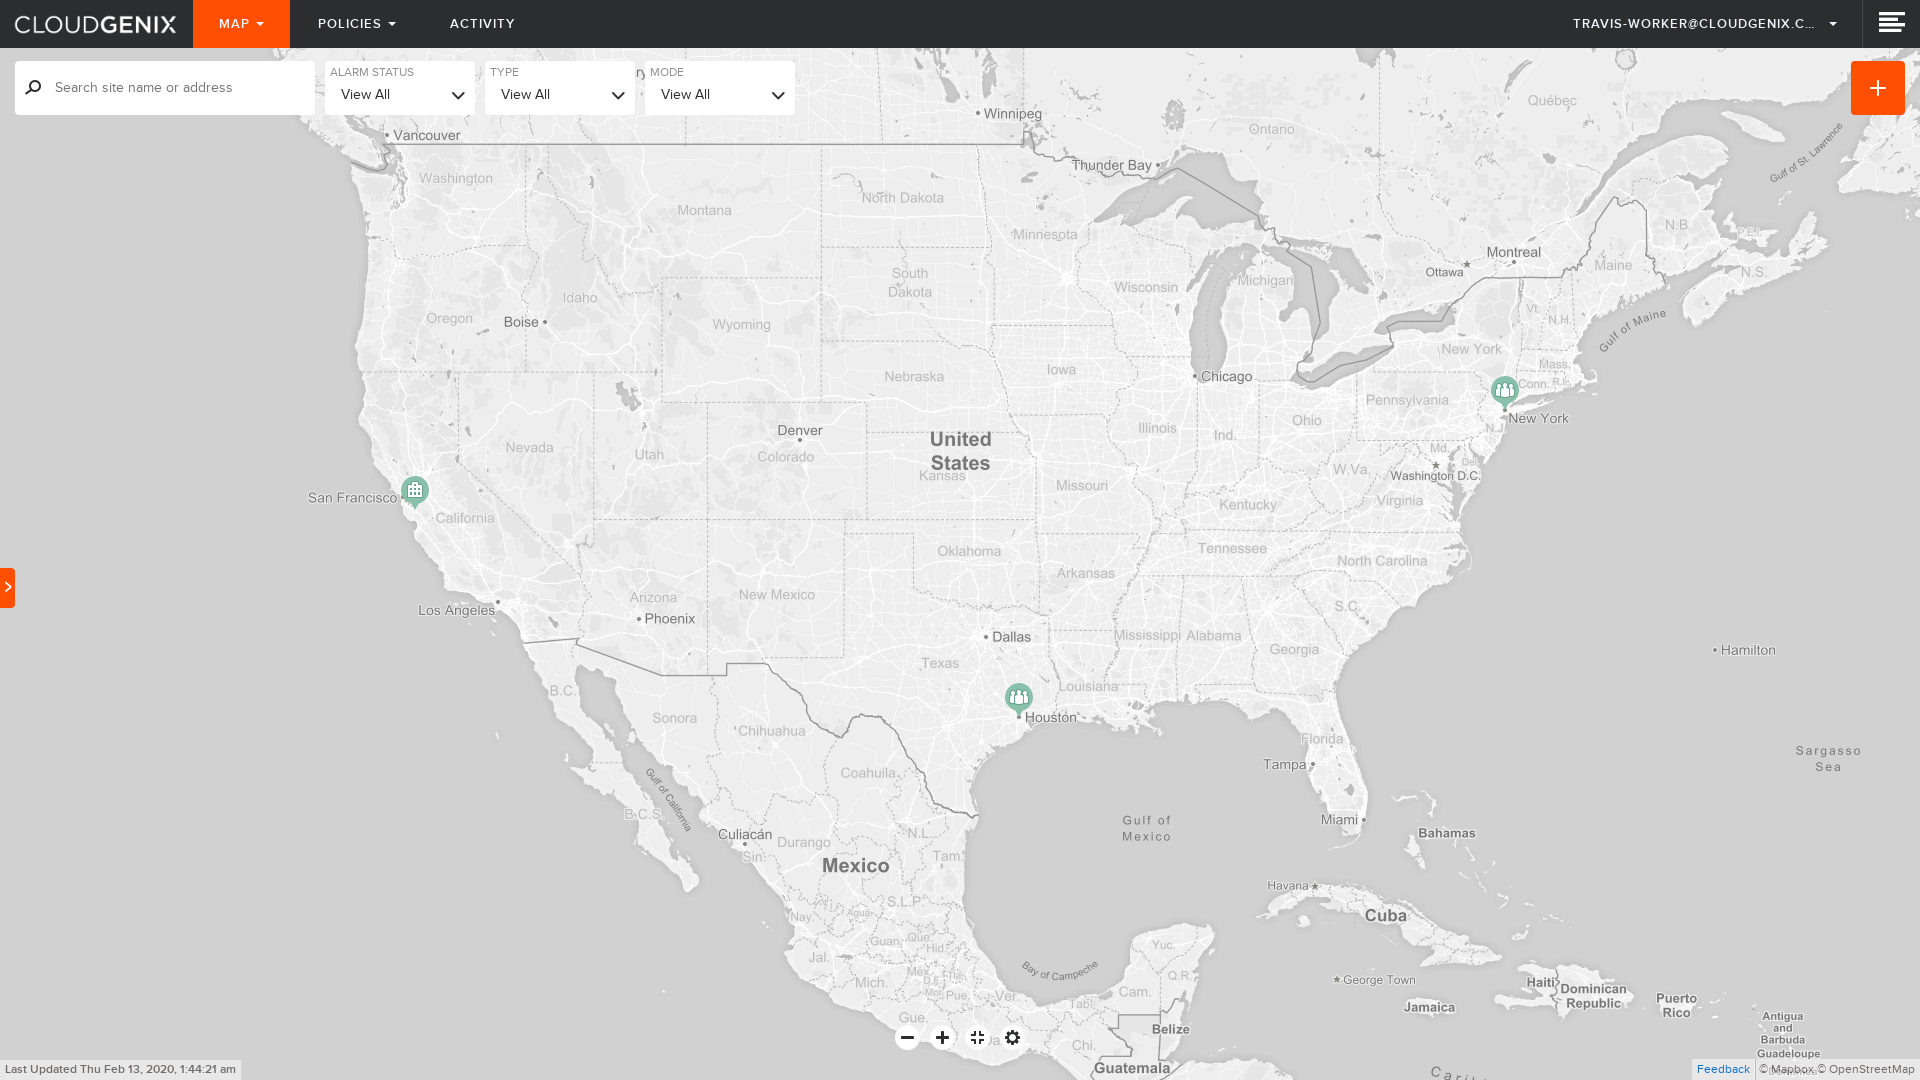 CLOUDGENIX
MAP
POLICIES
ACTIVITY
TRAVIS-WORKER@CLOUDGENIX.C...
Search site name or address
ALARM STATUS
View All
TYPE
View All
MODE
View All
Vancouver
Winnipeg
Ontario
Québec
Gulf of St. Lawrence
Thunder Bay
Washington
Montana
North Dakota
Minnesota
N.B.
P.E.I.
Montreal
Ottawa
Maine
N.S.
South
Dakota
Wisconsin
Michigan
Idaho
Oregon
Boise
Wyoming
Vt.
N.H.
Gulf of Maine
New York
Mass.
Nebraska
Iowa
Chicago
Conn.
R.I.
Pennsylvania
New York
N.J.
Denver
Colorado
Nevada
Utah
United
States
Kansas
Illinois
Ind.
Ohio
Md.
Del.
Washington D.C.
W.Va.
Missouri
San Francisco
California
Kentucky
Virginia
Oklahoma
Tennessee
North Carolina
Arkansas
Los Angeles
Arizona
New Mexico
Phoenix
S.C.
Dallas
Mississippi
Alabama
Georgia
Hamilton
Texas
Louisiana
B.C.
Houston
Sonora
Chihuahua
Florida
Tampa
Sargasso
Sea
Coahuila
Gulf of California
B.C.S.
Gulf of
Mexico
Miami
Bahamas
Culiacán
Durango
N.L.
Sin.
Tam.
Mexico
Havana
Cuba
S.L.P.
Nay.
Agua.
Guan.
Que.
Hid.
Yuc.
Jal.
Bay of Campeche
Méx.
Tla.
D.F.
Mor.
Pue.
Mich.
Ver.
Q.R.
Cam.
Tab.
George Town
Haiti
Dominican
Republic
Jamaica
Puerto
Rico
Gue.
Belize
Chi.
Guatemala
Antigua
and
Barbuda
Guadeloupe
Dominica
Last Updated Thu Feb 13, 2020, 1:44:21 am
Feedback
© Mapbox © OpenStreetMap